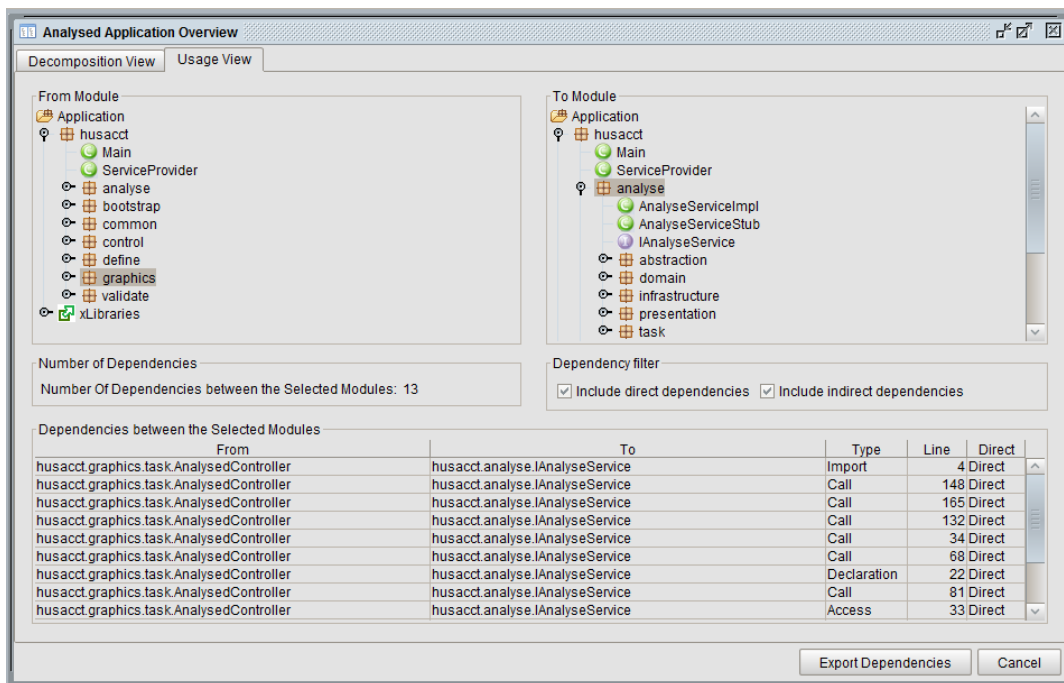 Analysed Application Overview
Decomposition View Usage View
From Module
Application
husacct
Main
ServiceProvider
analyse
bootstrap
common
control
define
graphics
validate
xLibraries
To Module
Application
husacct
Main
ServiceProvider
analyse
AnalyseServiceImpl
AnalyseServiceStub
IAnalyseService
abstraction
domain
infrastructure
presentation
task
Number of Dependencies
Number Of Dependencies between the Selected Modules: 13
Dependency filter
Include direct dependencies Include indirect dependencies
Dependencies between the Selected Modules
From To Type Line Direct
husacct.graphics.task.AnalysedController husacct.analyse.IAnalyseService Import 4 Direct
husacct.graphics.task.AnalysedController husacct.analyse.IAnalyseService Call 148 Direct
husacct.graphics.task.AnalysedController husacct.analyse.IAnalyseService Call 165 Direct
husacct.graphics.task.AnalysedController husacct.analyse.IAnalyseService Call 132 Direct
husacct.graphics.task.AnalysedController husacct.analyse.IAnalyseService Call 34 Direct
husacct.graphics.task.AnalysedController husacct.analyse.IAnalyseService Call 68 Direct
husacct.graphics.task.AnalysedController husacct.analyse.IAnalyseService Declaration 22 Direct
husacct.graphics.task.AnalysedController husacct.analyse.IAnalyseService Call 81 Direct
husacct.graphics.task.AnalysedController husacct.analyse.IAnalyseService Access 33 Direct
Export Dependencies Cancel